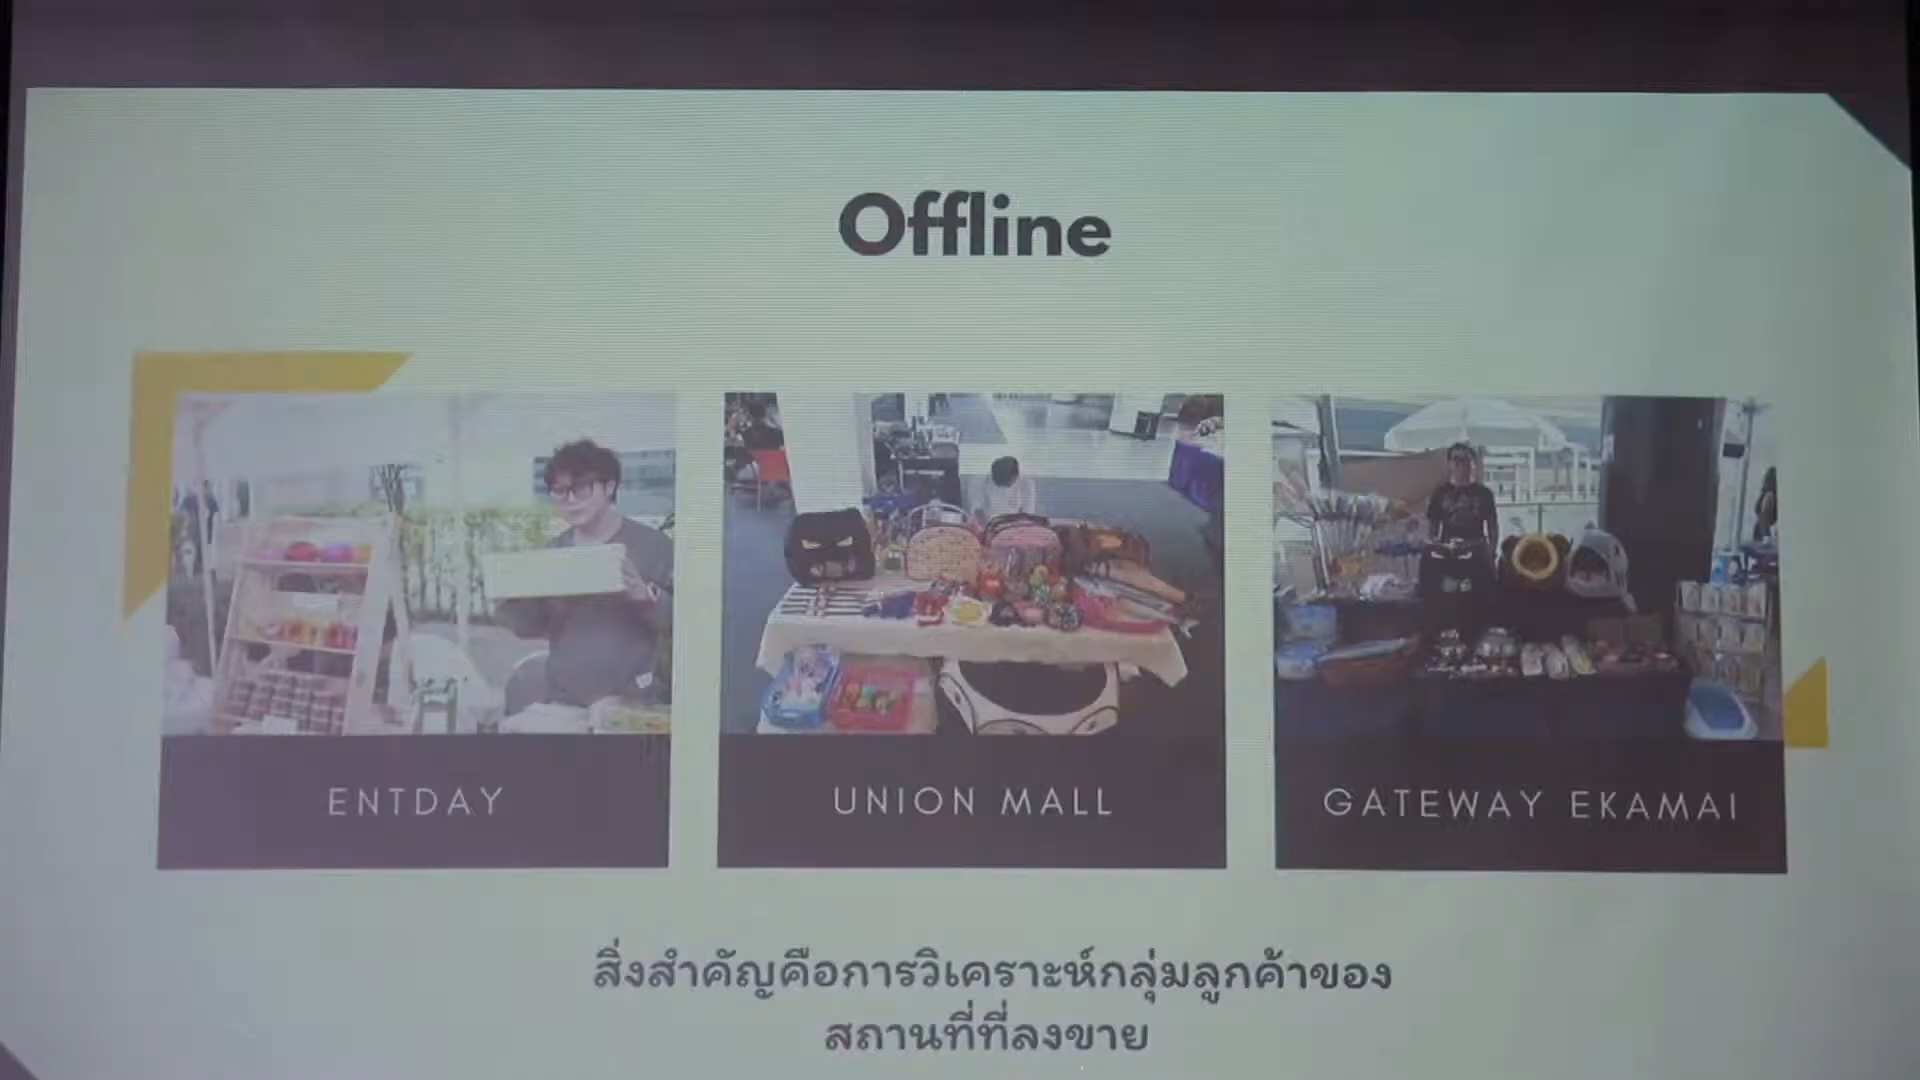 Offline
ENTDAY
UNION MALL
GATEWAY EKAMAI
สิ่งสำคัญคือการวิเคราะห์กลุ่มลูกค้าของ
สถานที่ที่ลงขาย